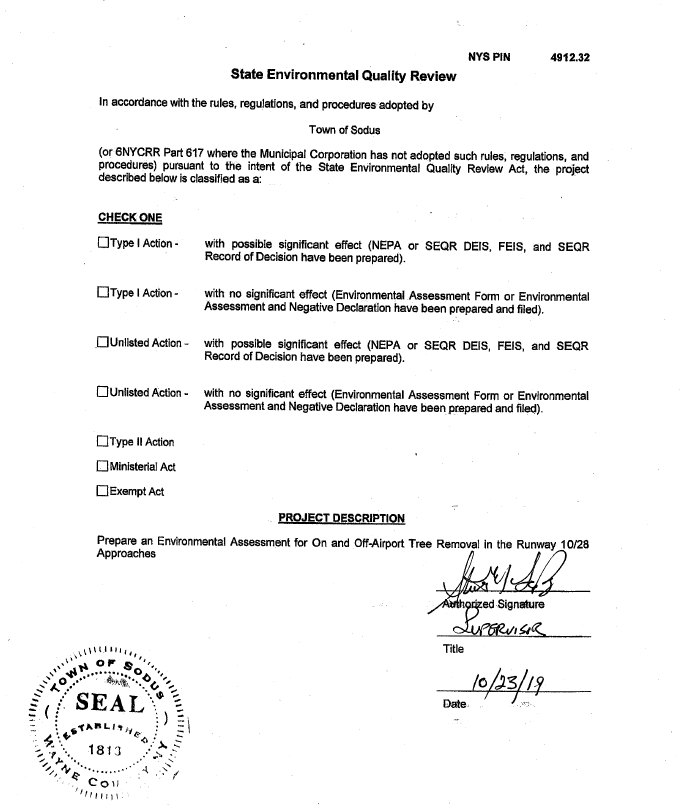 NYS PIN 4912.32
State Environmental Quality Review
In accordance with the rules, regulations, and procedures adopted by
Town of Sodus
(or 6NYCRR Part 617 where the Municipal Corporation has not adopted such rules, regulations, and
procedures) pursuant to the intent of the State Environmental Quality Review Act, the project
described below is classified as a:
CHECK ONE
☐ Type I Action - with possible significant effect (NEPA or SEQR DEIS, FEIS, and SEQR
Record of Decision have been prepared).
☐ Type I Action - with no significant effect (Environmental Assessment Form or Environmental
Assessment and Negative Declaration have been prepared and filed).
☐ Unlisted Action - with possible significant effect (NEPA or SEQR DEIS, FEIS, and SEQR
Record of Decision have been prepared).
☐ Unlisted Action - with no significant effect (Environmental Assessment Form or Environmental
Assessment and Negative Declaration have been prepared and filed).
☐ Type II Action
☐ Ministerial Act
☐ Exempt Act
PROJECT DESCRIPTION
Prepare an Environmental Assessment for On and Off-Airport Tree Removal in the Runway 10/28
Approaches
Authorized Signature
SUPERVISOR
Title
10/23/19
Date
TOWN OF SODUS
SEAL
ESTABLISHED
1813
WAYNE COU Y NY